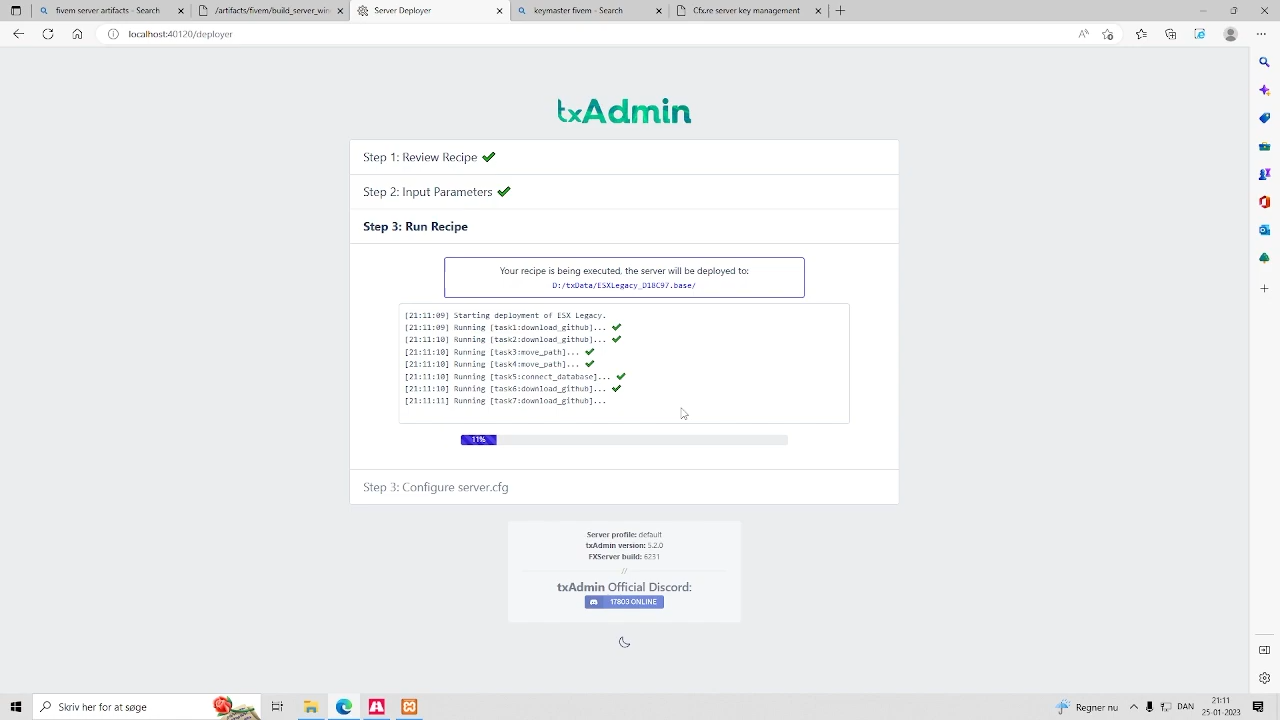 fivem server artifacts - Search
/artifacts/fivem/build_server_win
Server Deployer
keymaster fivem - Search
Cfx.re server key management
localhost:40120/deployer
txAdmin
Step 1: Review Recipe
Step 2: Input Parameters
Step 3: Run Recipe
Your recipe is being executed, the server will be deployed to:
D:/txData/ESXLegacy_D18C97.base/
[21:11:09] Starting deployment of ESX Legacy.
[21:11:09] Running [task1:download_github]...
[21:11:10] Running [task2:download_github]...
[21:11:10] Running [task3:move_path]...
[21:11:10] Running [task4:move_path]...
[21:11:10] Running [task5:connect_database]...
[21:11:10] Running [task6:download_github]...
[21:11:11] Running [task7:download_github]...
11%
Step 3: Configure server.cfg
Server profile: default
txAdmin version: 5.2.0
FXServer build: 6231
//
txAdmin Official Discord:
17803 ONLINE
Skriv her for at søge
Regner nu
DAN
21:11
25-01-2023